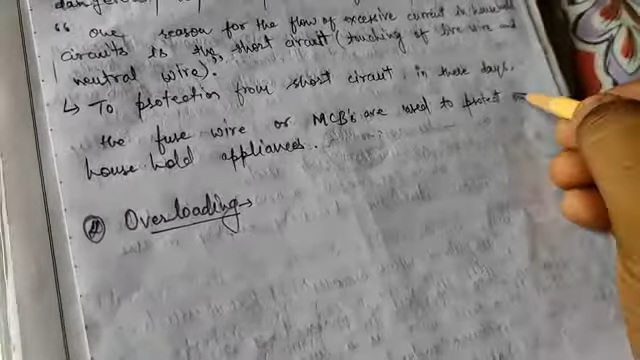 dangero
“ one reason for the flow of excessive current in household
circuits is the short circuit (touching of live wire and
neutral wire).”
↳ To protection from short circuit, in these days,
the fuse wire or MCB's are used to protect
house hold appliances.
Overloading→